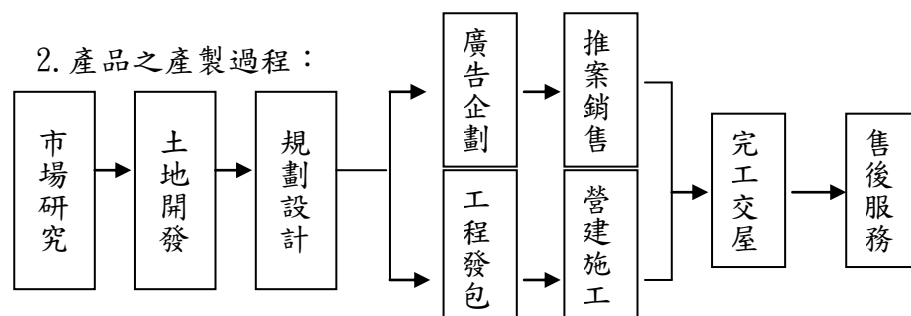 2.產品之產製過程：
市場研究
土地開發
規劃設計
廣告企劃
推案銷售
工程發包
營建施工
完工交屋
售後服務